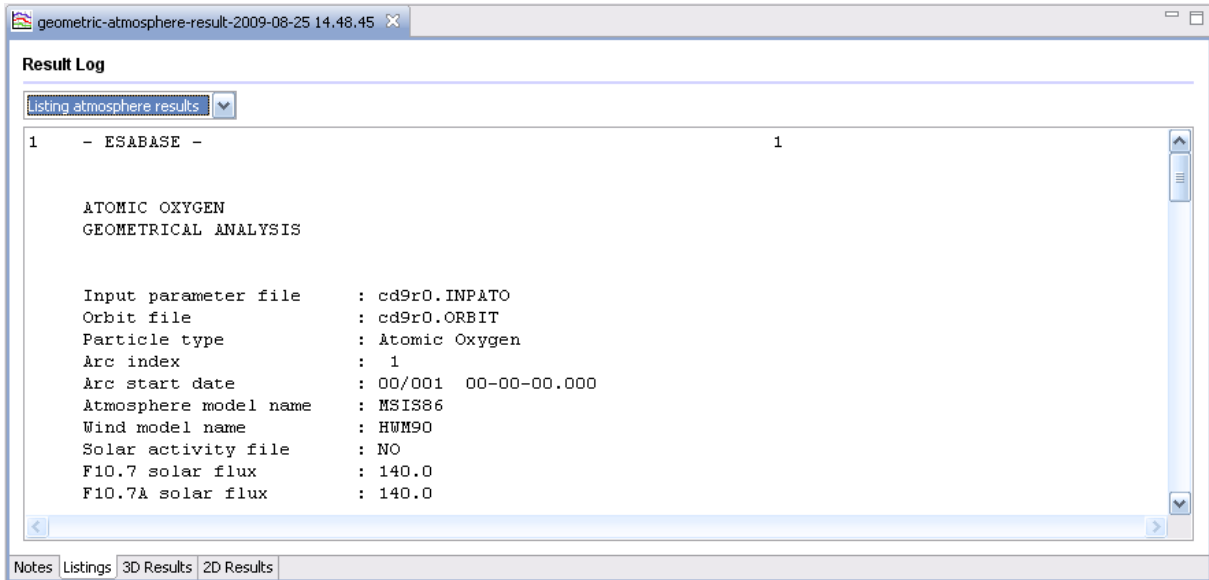 geometric-atmosphere-result-2009-08-25 14.48.45
Result Log
Listing atmosphere results
1 - ESABASE - 1
ATOMIC OXYGEN
GEOMETRICAL ANALYSIS
Input parameter file : cd9r0.INPATO
Orbit file : cd9r0.ORBIT
Particle type : Atomic Oxygen
Arc index : 1
Arc start date : 00/001 00-00-00.000
Atmosphere model name : MSIS86
Wind model name : HWM90
Solar activity file : NO
F10.7 solar flux : 140.0
F10.7A solar flux : 140.0
Notes Listings 3D Results 2D Results